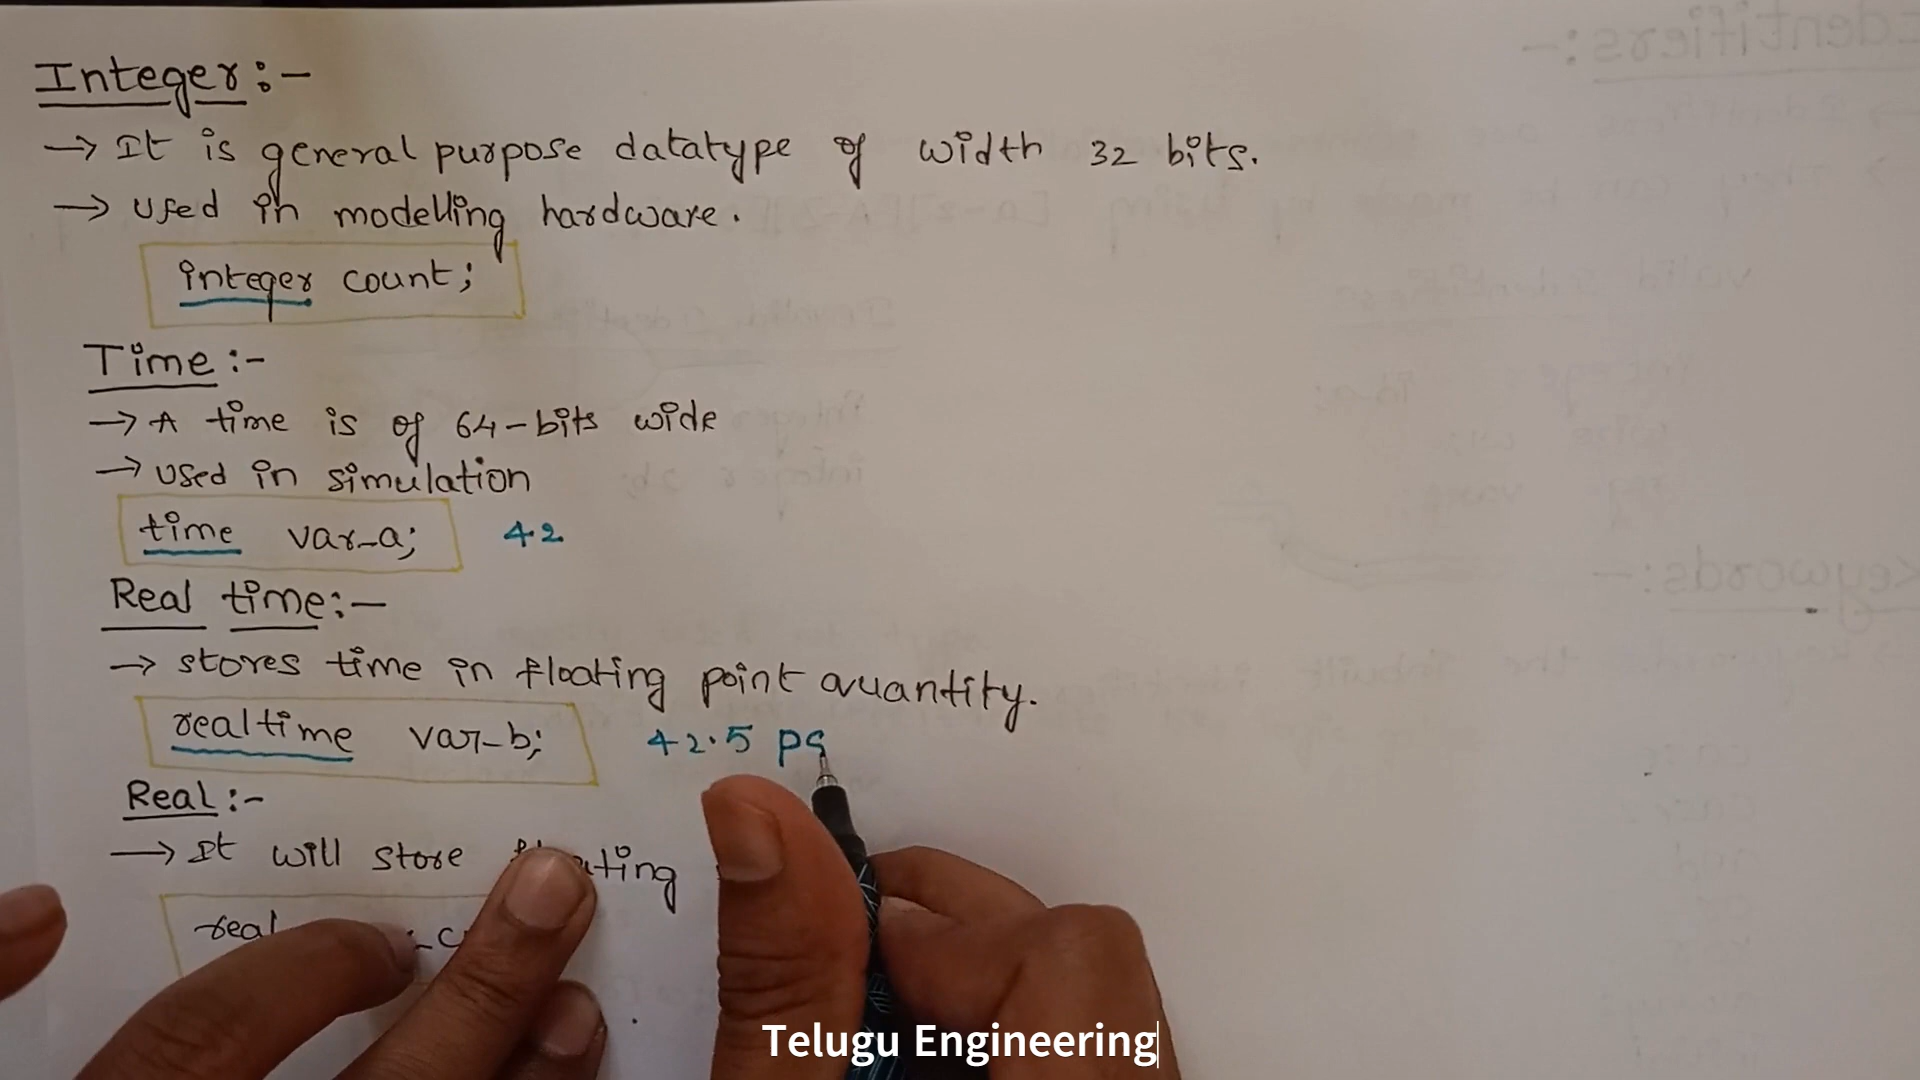 Integer:-
→ It is general purpose datatype of width 32 bits.
→ Used in modelling hardware.
integer count;
Time:-
→ A time is of 64-bits wide
→ Used in simulation
time var_a; 42
Real time:-
→ stores time in floating point quantity.
realtime var_b; 42.5 ps
Real:-
→ It will store
real
Telugu Engineering